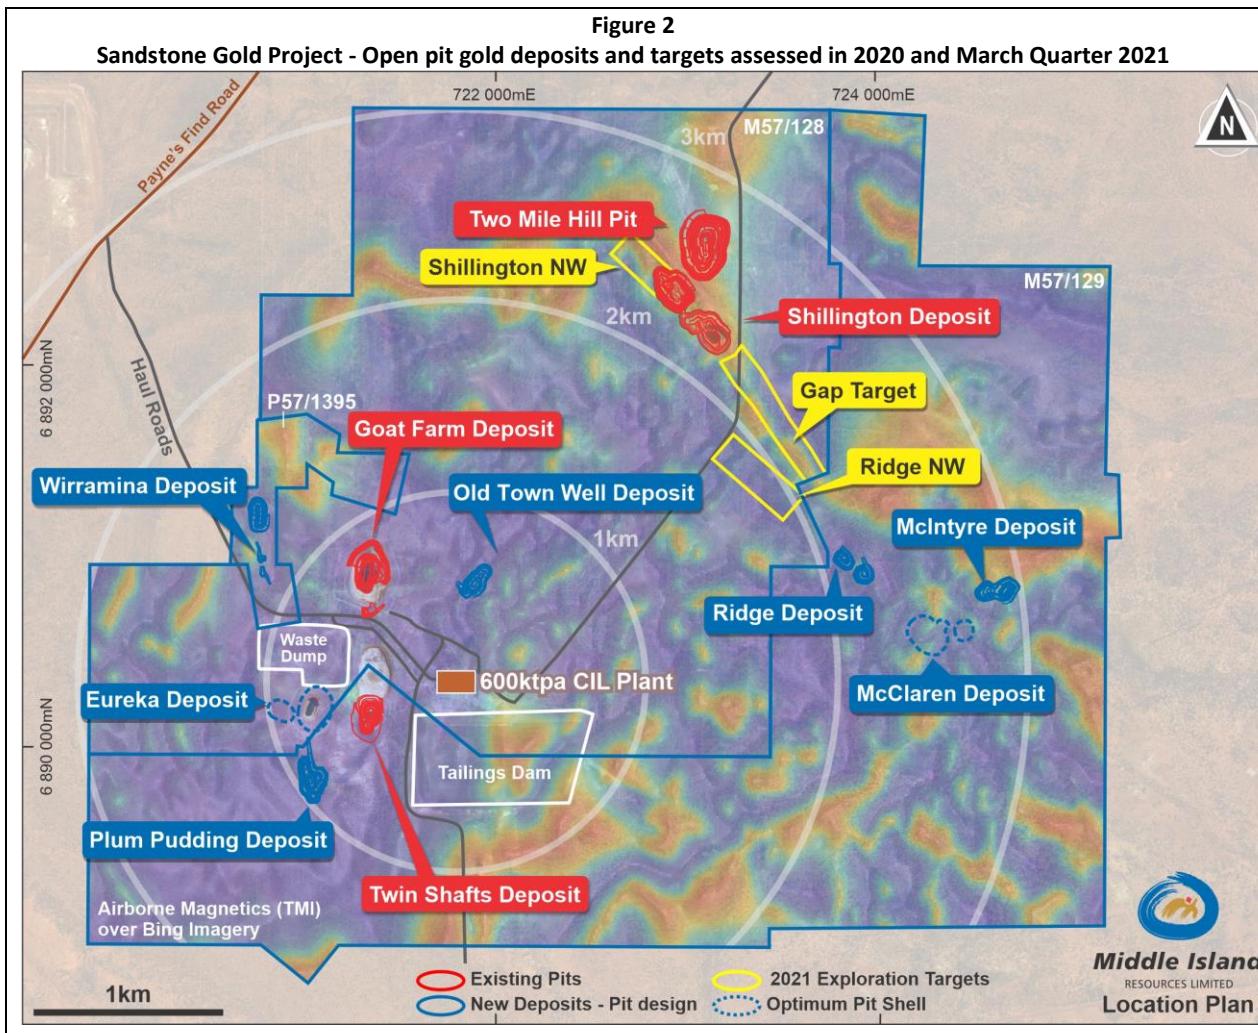 Figure 2
Sandstone Gold Project - Open pit gold deposits and targets assessed in 2020 and March Quarter 2021
722 000mE
724 000mE
N
Payne's Find Road
3km
M57/128
Two Mile Hill Pit
Shillington NW
M57/129
2km
Shillington Deposit
6 892 000mN
Haul Roads
Gap Target
P57/1395
Goat Farm Deposit
Ridge NW
Wirramina Deposit
Old Town Well Deposit
1km
McIntyre Deposit
Ridge Deposit
Waste
Dump
600ktpa CIL Plant
McClaren Deposit
Eureka Deposit
6 890 000mN
Tailings Dam
Plum Pudding Deposit
Twin Shafts Deposit
Airborne Magnetics (TMI)
over Bing Imagery
Existing Pits
2021 Exploration Targets
New Deposits - Pit design
Optimum Pit Shell
1km
Middle Island
RESOURCES LIMITED
Location Plan